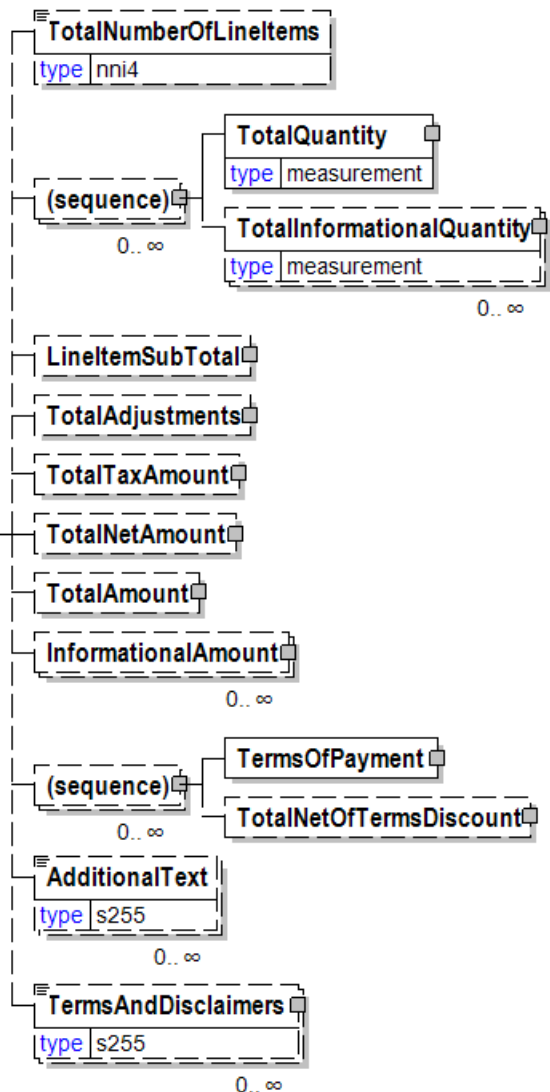 TotalNumberOfLineItems
type nni4
TotalQuantity
type measurement
(sequence)
0.. ∞
TotalInformationalQuantity
type measurement
0.. ∞
LineItemSubTotal
TotalAdjustments
TotalTaxAmount
TotalNetAmount
TotalAmount
InformationalAmount
0.. ∞
TermsOfPayment
(sequence)
0.. ∞
TotalNetOfTermsDiscount
AdditionalText
type s255
0.. ∞
TermsAndDisclaimers
type s255
0.. ∞